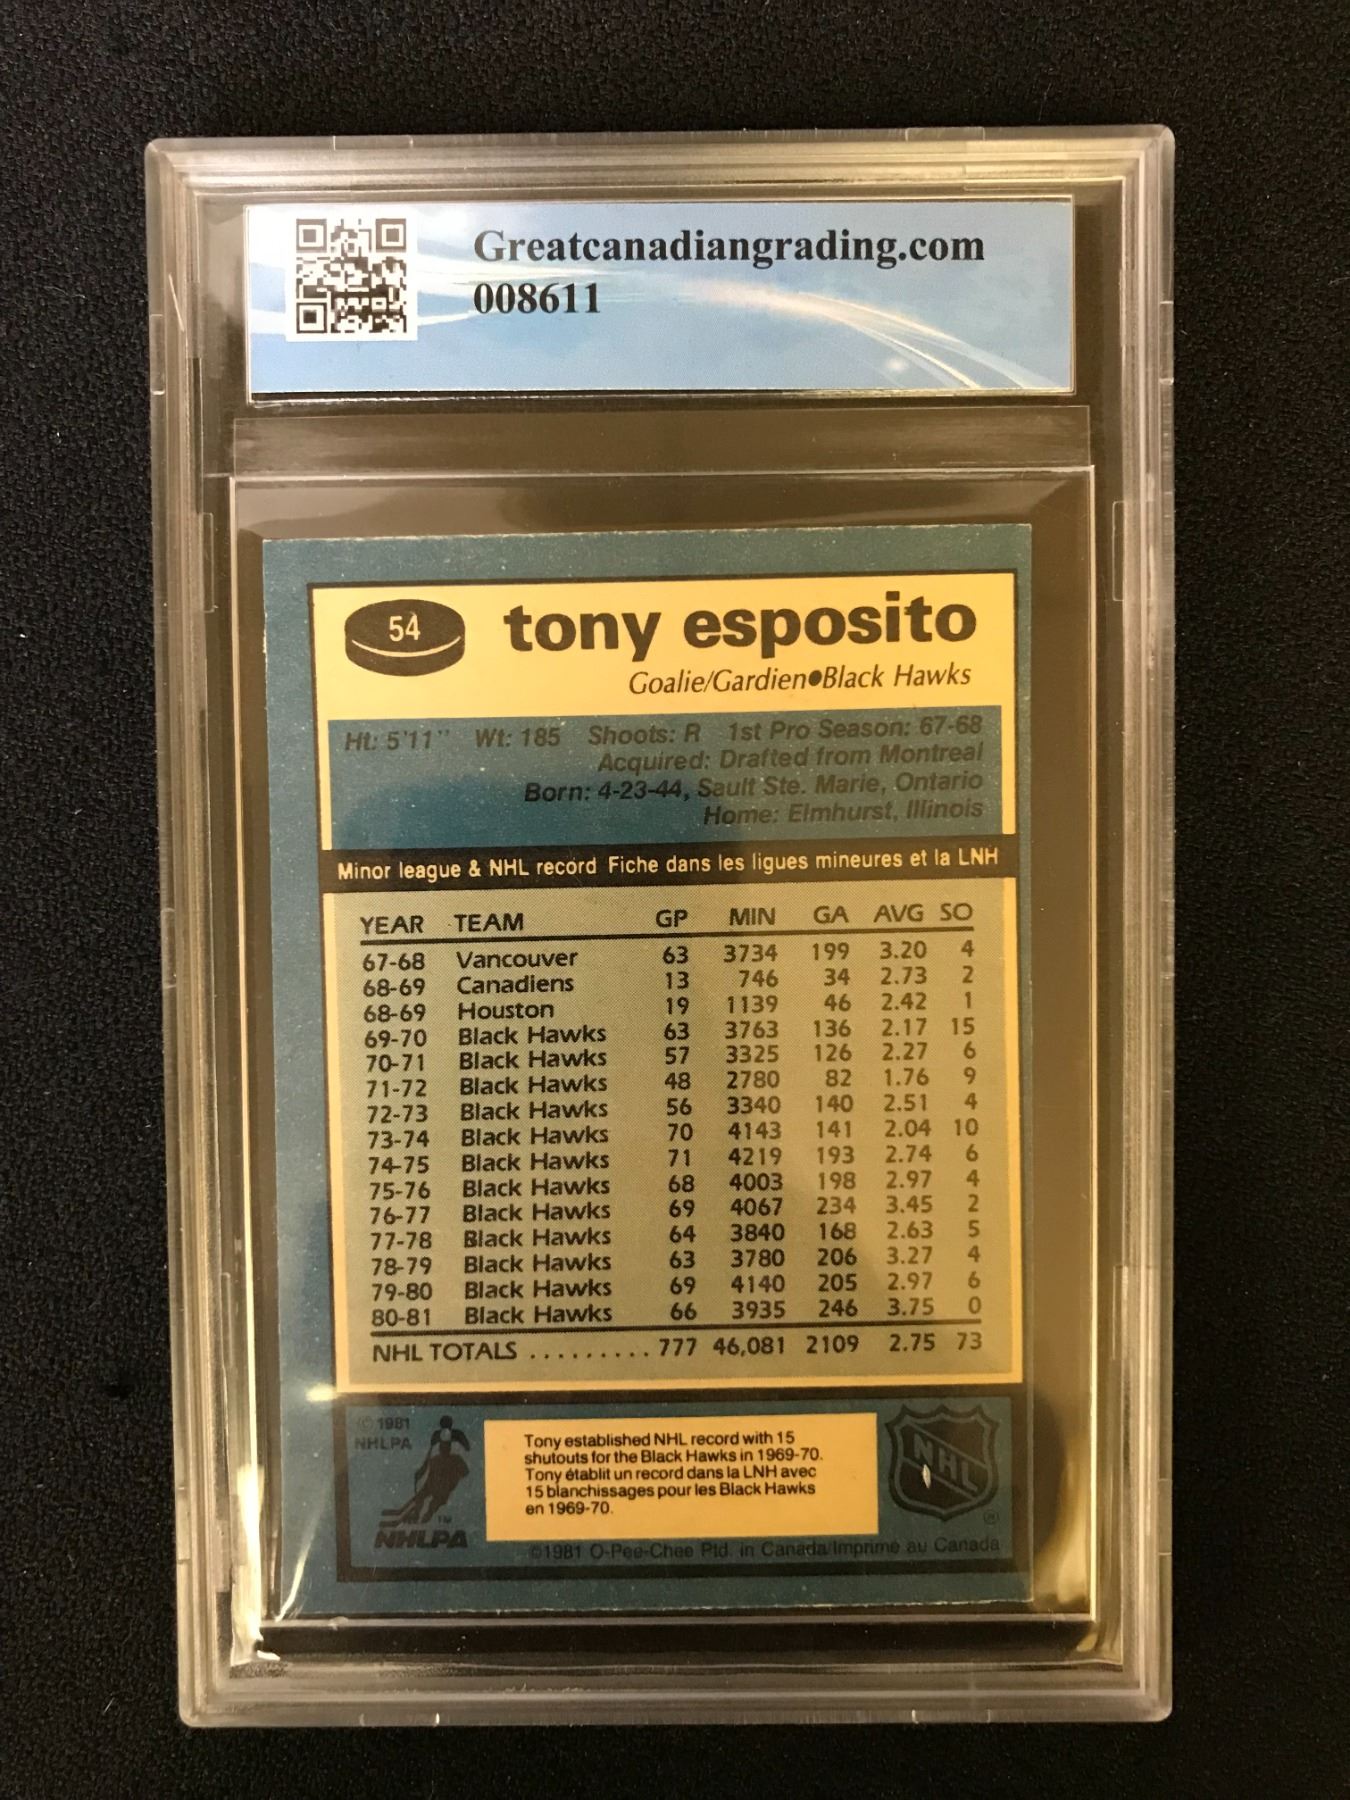 Greatcanadiangrading.com
008611
54
tony esposito
Goalie/Gardien●Black Hawks
Ht: 5'11" Wt: 185 Shoots: R 1st Pro Season: 67-68
Acquired: Drafted from Montreal
Born: 4-23-44, Sault Ste. Marie, Ontario
Home: Elmhurst, Illinois
Minor league & NHL record Fiche dans les ligues mineures et la LNH
YEAR TEAM GP MIN GA AVG SO
67-68 Vancouver 63 3734 199 3.20 4
68-69 Canadiens 13 746 34 2.73 2
68-69 Houston 19 1139 46 2.42 1
69-70 Black Hawks 63 3763 136 2.17 15
70-71 Black Hawks 57 3325 126 2.27 6
71-72 Black Hawks 48 2780 82 1.76 9
72-73 Black Hawks 56 3340 140 2.51 4
73-74 Black Hawks 70 4143 141 2.04 10
74-75 Black Hawks 71 4219 193 2.74 6
75-76 Black Hawks 68 4003 198 2.97 4
76-77 Black Hawks 69 4067 234 3.45 2
77-78 Black Hawks 64 3840 168 2.63 5
78-79 Black Hawks 63 3780 206 3.27 4
79-80 Black Hawks 69 4140 205 2.97 6
80-81 Black Hawks 66 3935 246 3.75 0
NHL TOTALS ......... 777 46,081 2109 2.75 73
© 1981
NHLPA
Tony established NHL record with 15
shutouts for the Black Hawks in 1969-70.
Tony établit un record dans la LNH avec
15 blanchissages pour les Black Hawks
en 1969-70.
NHL
®
TM
NHLPA
©1981 O-Pee-Chee Ptd. in Canada/Imprimé au Canada